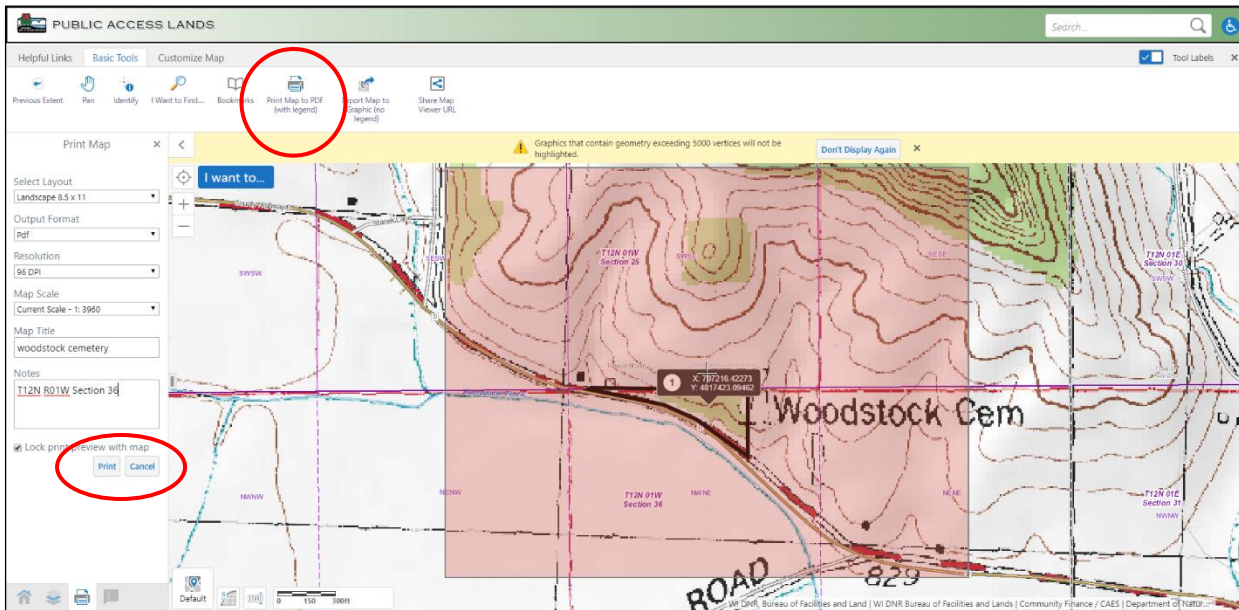 PUBLIC ACCESS LANDS
Search...
Helpful Links
Basic Tools
Customize Map
Tool Labels
Previous Extent
Pan
Identify
I Want to Find...
Bookmarks
Print Map to PDF
(with legend)
Export Map to
Graphic (no
legend)
Share Map
Viewer URL
Print Map
Graphics that contain geometry exceeding 5000 vertices will not be
highlighted.
Don't Display Again
I want to...
Select Layout
Landscape 8.5 x 11
Output Format
Pdf
Resolution
96 DPI
Map Scale
Current Scale - 1: 3960
Map Title
woodstock cemetery
Notes
T12N R01W Section 36
Lock print preview with map
Print
Cancel
SWSW
SESW
T12N 01W
Section 25
SWSE
SESE
T12N 01E
Section 30
SWSW
1
X: 707216.42273
Y: 4817423.09462
Woodstock Cem
NWNW
NENW
T12N 01W
Section 36
NWNE
NENE
T12N 01E
Section 31
NWNW
ROAD
829
Default
0 150 300ft
WI DNR, Bureau of Facilities and Land | WI DNR Bureau of Facilities and Lands | Community Finance / CAES | Department of Natur...